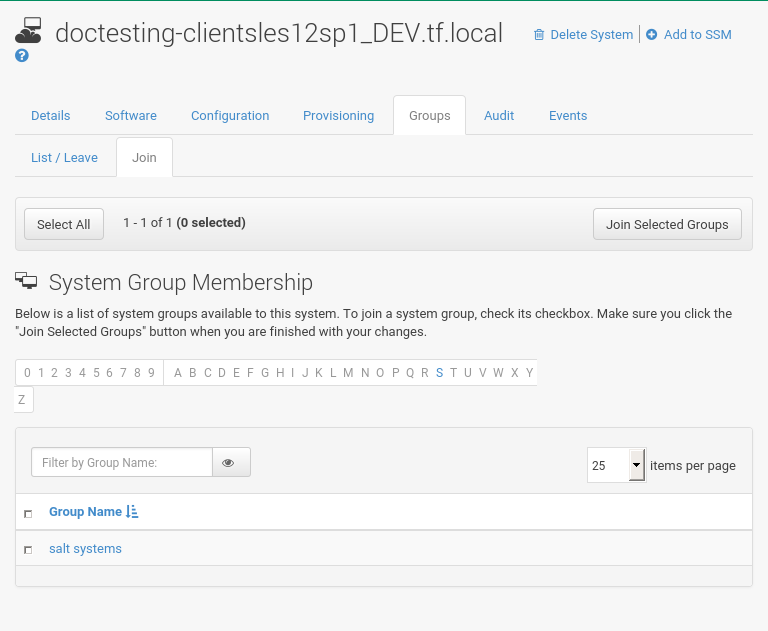 doctesting-clientsles12sp1_DEV.tf.local
Delete System
Add to SSM
?
Details Software Configuration Provisioning Groups Audit Events
List / Leave Join
Select All 1 - 1 of 1 (0 selected) Join Selected Groups
System Group Membership
Below is a list of system groups available to this system. To join a system group, check its checkbox. Make sure you click the
"Join Selected Groups" button when you are finished with your changes.
0 1 2 3 4 5 6 7 8 9 A B C D E F G H I J K L M N O P Q R S T U V W X Y
Z
Filter by Group Name: 25 items per page
Group Name
salt systems